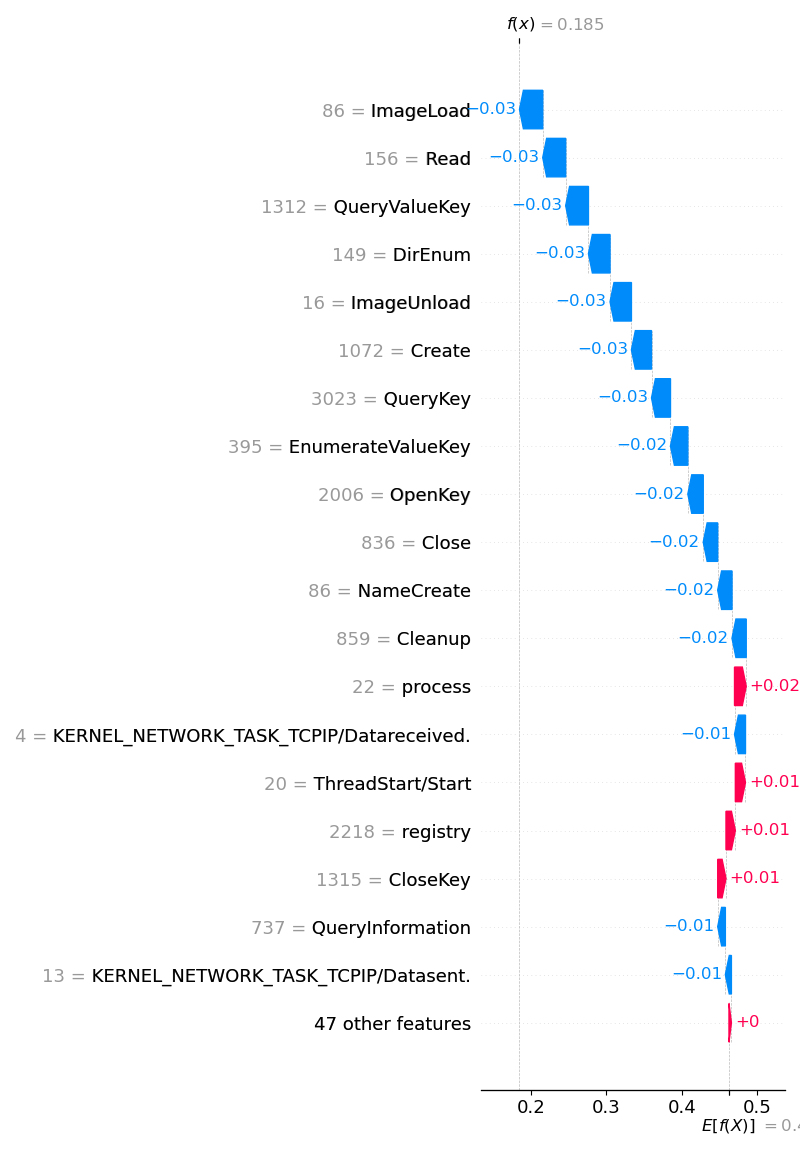 f(x) = 0.185
86 = ImageLoad −0.03
156 = Read −0.03
1312 = QueryValueKey −0.03
149 = DirEnum −0.03
16 = ImageUnload −0.03
1072 = Create −0.03
3023 = QueryKey −0.03
395 = EnumerateValueKey −0.02
2006 = OpenKey −0.02
836 = Close −0.02
86 = NameCreate −0.02
859 = Cleanup −0.02
22 = process +0.02
4 = KERNEL_NETWORK_TASK_TCPIP/Datareceived. −0.01
20 = ThreadStart/Start +0.01
2218 = registry +0.01
1315 = CloseKey +0.01
737 = QueryInformation −0.01
13 = KERNEL_NETWORK_TASK_TCPIP/Datasent. −0.01
47 other features +0
0.2 0.3 0.4 0.5
E[f(X)] = 0.4